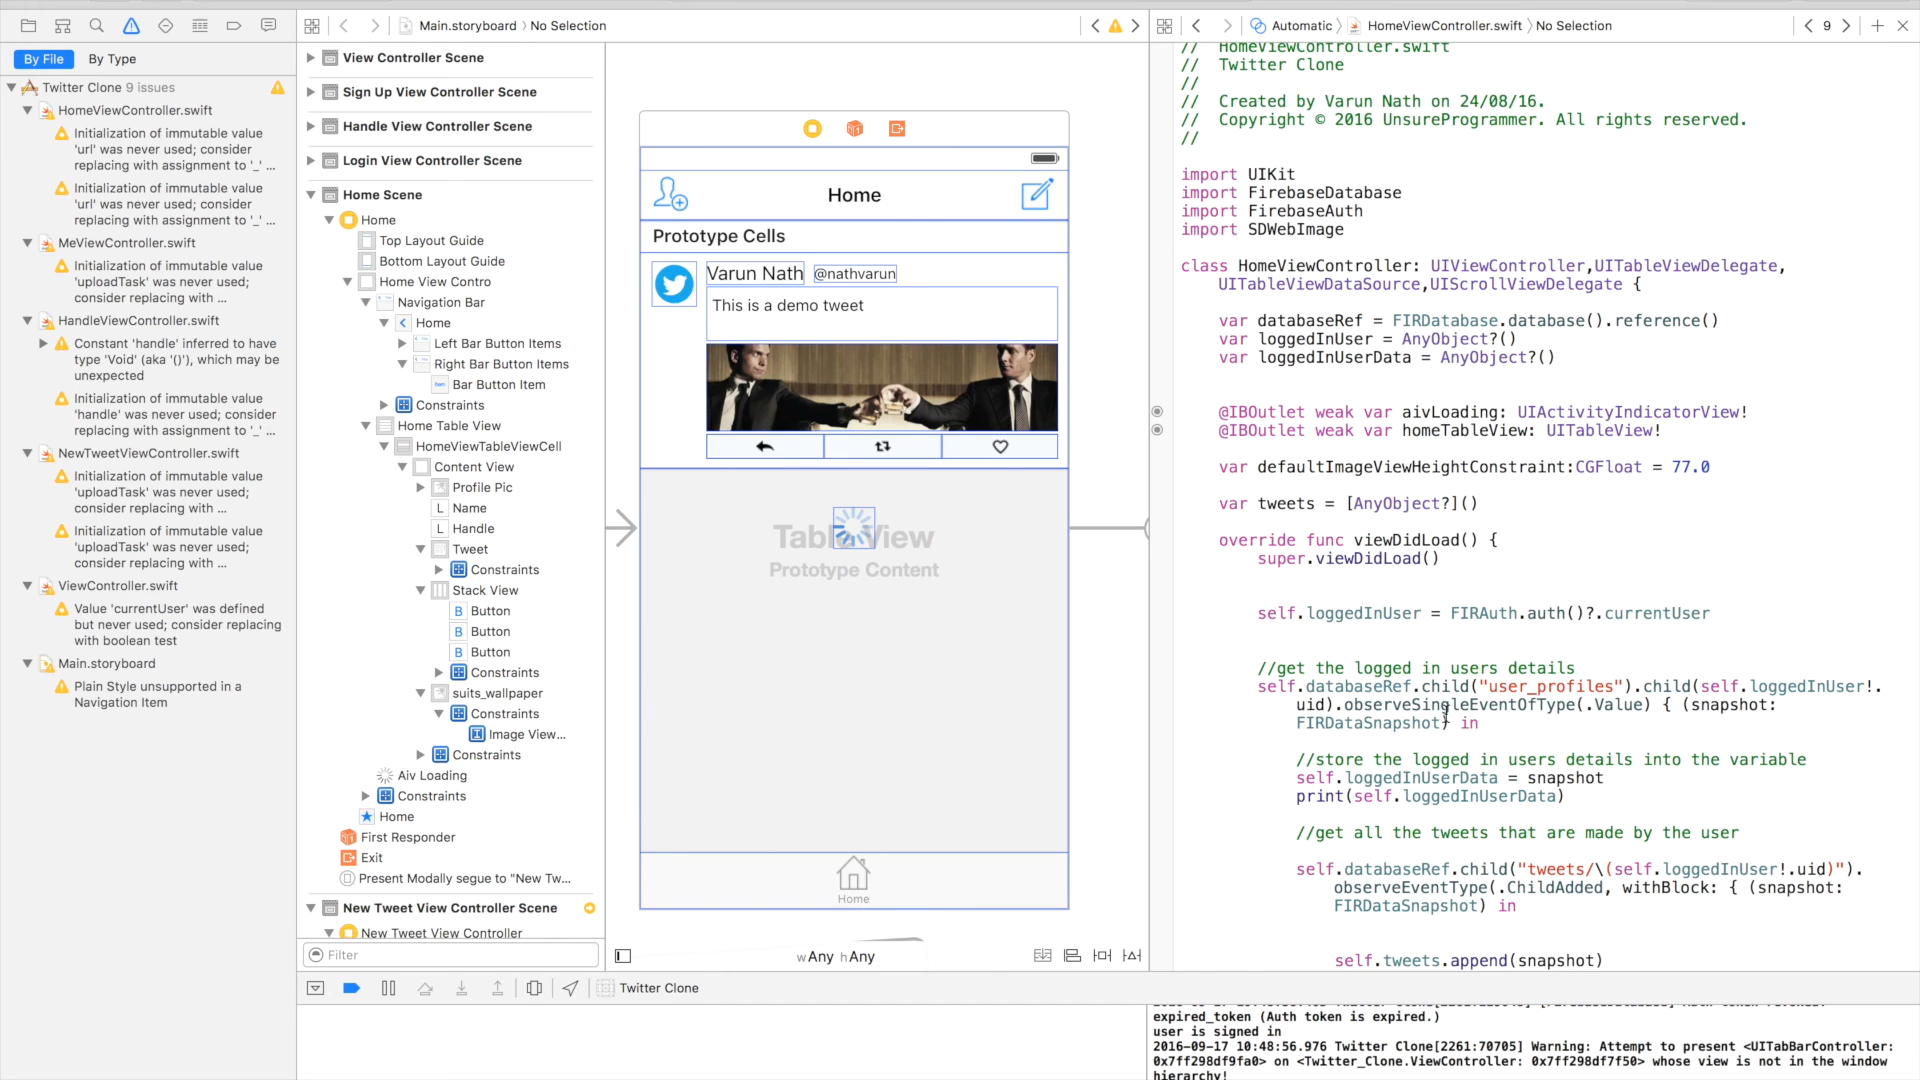 Main.storyboard
No Selection
Automatic
HomeViewController.swift
No Selection
9
By File
By Type
Twitter Clone 9 issues
HomeViewController.swift
Initialization of immutable value
'url' was never used; consider
replacing with assignment to '_' ...
Initialization of immutable value
'url' was never used; consider
replacing with assignment to '_' ...
MeViewController.swift
Initialization of immutable value
'uploadTask' was never used;
consider replacing with ...
HandleViewController.swift
Constant 'handle' inferred to have
type 'Void' (aka '()'), which may be
unexpected
Initialization of immutable value
'handle' was never used; consider
replacing with assignment to '_' ...
NewTweetViewController.swift
Initialization of immutable value
'uploadTask' was never used;
consider replacing with ...
Initialization of immutable value
'uploadTask' was never used;
consider replacing with ...
ViewController.swift
Value 'currentUser' was defined
but never used; consider replacing
with boolean test
Main.storyboard
Plain Style unsupported in a
Navigation Item
View Controller Scene
Sign Up View Controller Scene
Handle View Controller Scene
Login View Controller Scene
Home Scene
Home
Top Layout Guide
Bottom Layout Guide
Home View Contro
Navigation Bar
Home
Left Bar Button Items
Right Bar Button Items
Bar Button Item
Constraints
Home Table View
HomeViewTableViewCell
Content View
Profile Pic
L Name
L Handle
Tweet
Constraints
Stack View
B Button
B Button
B Button
Constraints
suits_wallpaper
Constraints
Image View...
Constraints
Aiv Loading
Constraints
Home
First Responder
Exit
Present Modally segue to "New Tw...
New Tweet View Controller Scene
New Tweet View Controller
Filter
Home
Prototype Cells
Varun Nath @nathvarun
This is a demo tweet
Table View
Prototype Content
Home
wAny hAny
// HomeViewController.swift
// Twitter Clone
//
// Created by Varun Nath on 24/08/16.
// Copyright © 2016 UnsureProgrammer. All rights reserved.
//
import UIKit
import FirebaseDatabase
import FirebaseAuth
import SDWebImage
class HomeViewController: UIViewController,UITableViewDelegate,
UITableViewDataSource,UIScrollViewDelegate {
var databaseRef = FIRDatabase.database().reference()
var loggedInUser = AnyObject?()
var loggedInUserData = AnyObject?()
@IBOutlet weak var aivLoading: UIActivityIndicatorView!
@IBOutlet weak var homeTableView: UITableView!
var defaultImageViewHeightConstraint:CGFloat = 77.0
var tweets = [AnyObject?]()
override func viewDidLoad() {
super.viewDidLoad()
self.loggedInUser = FIRAuth.auth()?.currentUser
//get the logged in users details
self.databaseRef.child("user_profiles").child(self.loggedInUser!.
uid).observeSingleEventOfType(.Value) { (snapshot:
FIRDataSnapshot) in
//store the logged in users details into the variable
self.loggedInUserData = snapshot
print(self.loggedInUserData)
//get all the tweets that are made by the user
self.databaseRef.child("tweets/\(self.loggedInUser!.uid)").
observeEventType(.ChildAdded, withBlock: { (snapshot:
FIRDataSnapshot) in
self.tweets.append(snapshot)
Twitter Clone
expired_token (Auth token is expired.)
user is signed in
2016-09-17 10:48:56.976 Twitter Clone[2261:70705] Warning: Attempt to present <UITabBarController:
0x7ff298df9fa0> on <Twitter_Clone.ViewController: 0x7ff298df7f50> whose view is not in the window
hierarchy!